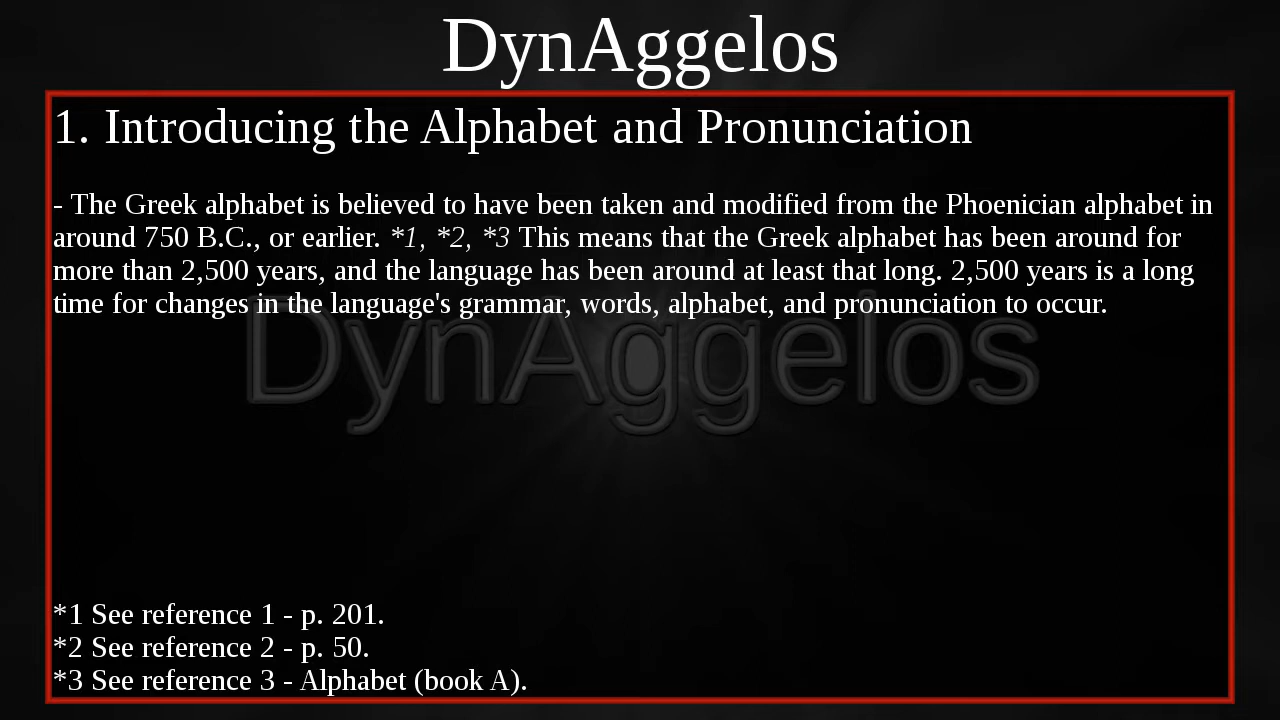 DynAggelos
1. Introducing the Alphabet and Pronunciation
- The Greek alphabet is believed to have been taken and modified from the Phoenician alphabet in
around 750 B.C., or earlier. *1, *2, *3 This means that the Greek alphabet has been around for
more than 2,500 years, and the language has been around at least that long. 2,500 years is a long
time for changes in the language's grammar, words, alphabet, and pronunciation to occur.
DynAggelos
*1 See reference 1 - p. 201.
*2 See reference 2 - p. 50.
*3 See reference 3 - Alphabet (book A).